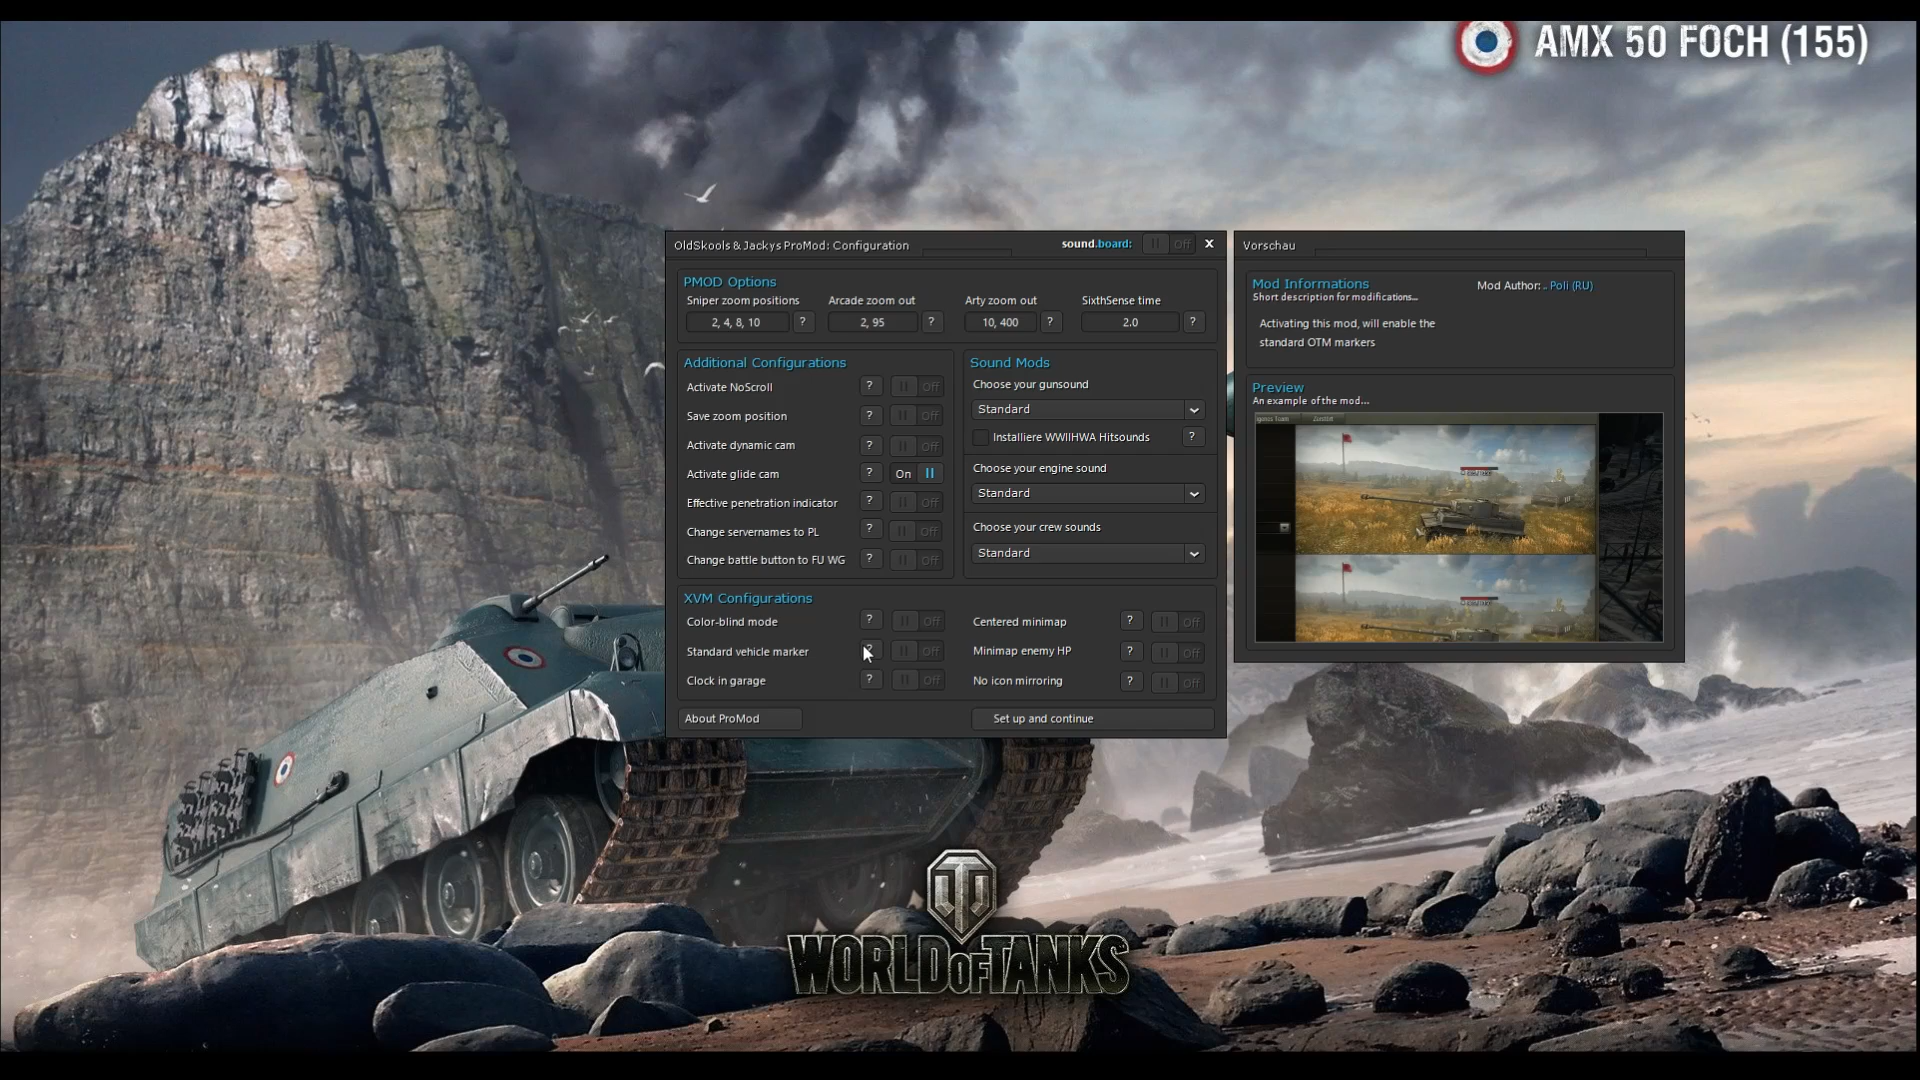 AMX 50 FOCH (155)
OldSkools & Jackys ProMod: Configuration
sound.board:
Off
X
PMOD Options
Sniper zoom positions
Arcade zoom out
Arty zoom out
SixthSense time
2, 4, 8, 10
?
2, 95
?
10, 400
?
2.0
?
Additional Configurations
Activate NoScroll
?
Off
Save zoom position
?
Off
Activate dynamic cam
?
Off
Activate glide cam
?
On
Effective penetration indicator
?
Off
Change servernames to PL
?
Off
Change battle button to FU WG
?
Off
Sound Mods
Choose your gunsound
Standard
Installiere WWIIHWA Hitsounds
?
Choose your engine sound
Standard
Choose your crew sounds
Standard
XVM Configurations
Color-blind mode
?
Off
Centered minimap
?
Off
Standard vehicle marker
?
Off
Minimap enemy HP
?
Off
Clock in garage
?
Off
No icon mirroring
?
Off
About ProMod
Set up and continue
Vorschau
Mod Informations
Short description for modifications...
Mod Author: .. Poli (RU)
Activating this mod, will enable the
standard OTM markers
Preview
An example of the mod...
WORLD OF TANKS